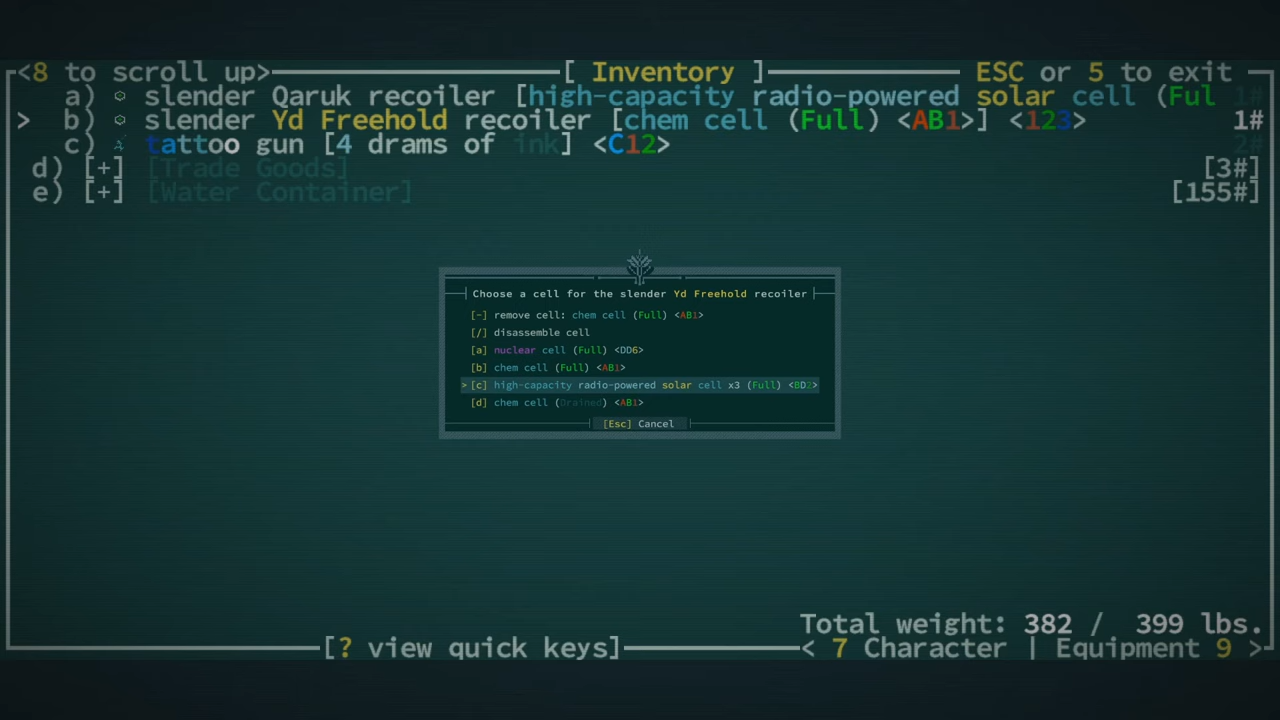 <8 to scroll up> [ Inventory ] ESC or 5 to exit
a) slender Qaruk recoiler [high-capacity radio-powered solar cell (Ful 1#
> b) slender Yd Freehold recoiler [chem cell (Full) <AB1>] <123> 1#
c) tattoo gun [4 drams of ink] <C12> 2#
d) [+] [Trade Goods] [3#]
e) [+] [Water Container] [155#]
Choose a cell for the slender Yd Freehold recoiler
[-] remove cell: chem cell (Full) <AB1>
[/] disassemble cell
[a] nuclear cell (Full) <DD6>
[b] chem cell (Full) <AB1>
> [c] high-capacity radio-powered solar cell x3 (Full) <BD2>
[d] chem cell (Drained) <AB1>
[Esc] Cancel
Total weight: 382 / 399 lbs.
[? view quick keys] < 7 Character | Equipment 9 >